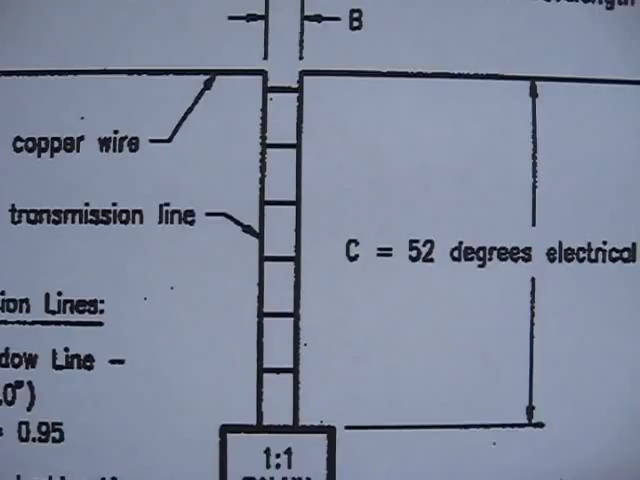 B
copper wire
transmission line
C = 52 degrees electrical
ion Lines:
dow Line -
.0")
= 0.95
1:1